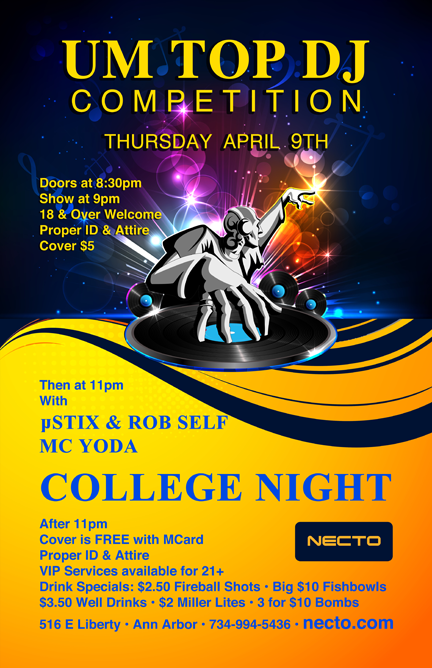 UM TOP DJ
COMPETITION
THURSDAY APRIL 9TH
Doors at 8:30pm
Show at 9pm
18 & Over Welcome
Proper ID & Attire
Cover $5
Then at 11pm
With
µSTIX & ROB SELF
MC YODA
COLLEGE NIGHT
After 11pm
Cover is FREE with MCard
Proper ID & Attire
NECTO
VIP Services available for 21+
Drink Specials: $2.50 Fireball Shots • Big $10 Fishbowls
$3.50 Well Drinks • $2 Miller Lites • 3 for $10 Bombs
516 E Liberty • Ann Arbor • 734-994-5436 • necto.com